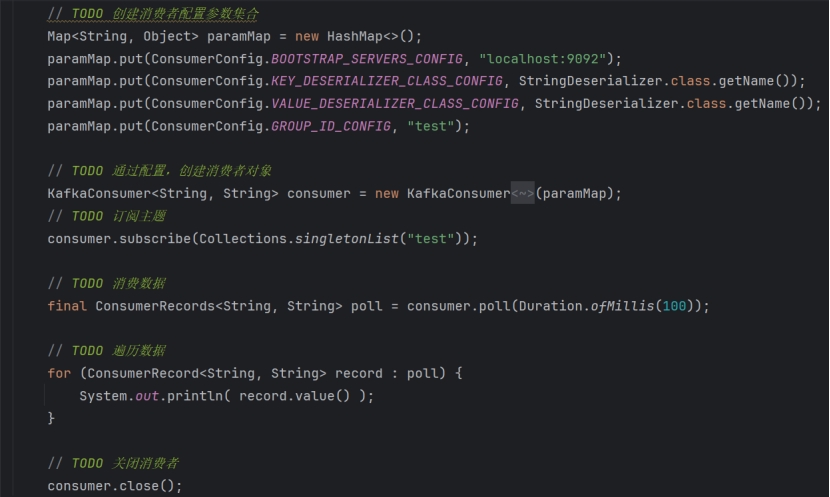 // TODO 创建消费者配置参数集合
Map<String, Object> paramMap = new HashMap<>();
paramMap.put(ConsumerConfig.BOOTSTRAP_SERVERS_CONFIG, "localhost:9092");
paramMap.put(ConsumerConfig.KEY_DESERIALIZER_CLASS_CONFIG, StringDeserializer.class.getName());
paramMap.put(ConsumerConfig.VALUE_DESERIALIZER_CLASS_CONFIG, StringDeserializer.class.getName());
paramMap.put(ConsumerConfig.GROUP_ID_CONFIG, "test");
// TODO 通过配置，创建消费者对象
KafkaConsumer<String, String> consumer = new KafkaConsumer<~>(paramMap);
// TODO 订阅主题
consumer.subscribe(Collections.singletonList("test"));
// TODO 消费数据
final ConsumerRecords<String, String> poll = consumer.poll(Duration.ofMillis(100));
// TODO 遍历数据
for (ConsumerRecord<String, String> record : poll) {
System.out.println( record.value() );
}
// TODO 关闭消费者
consumer.close();